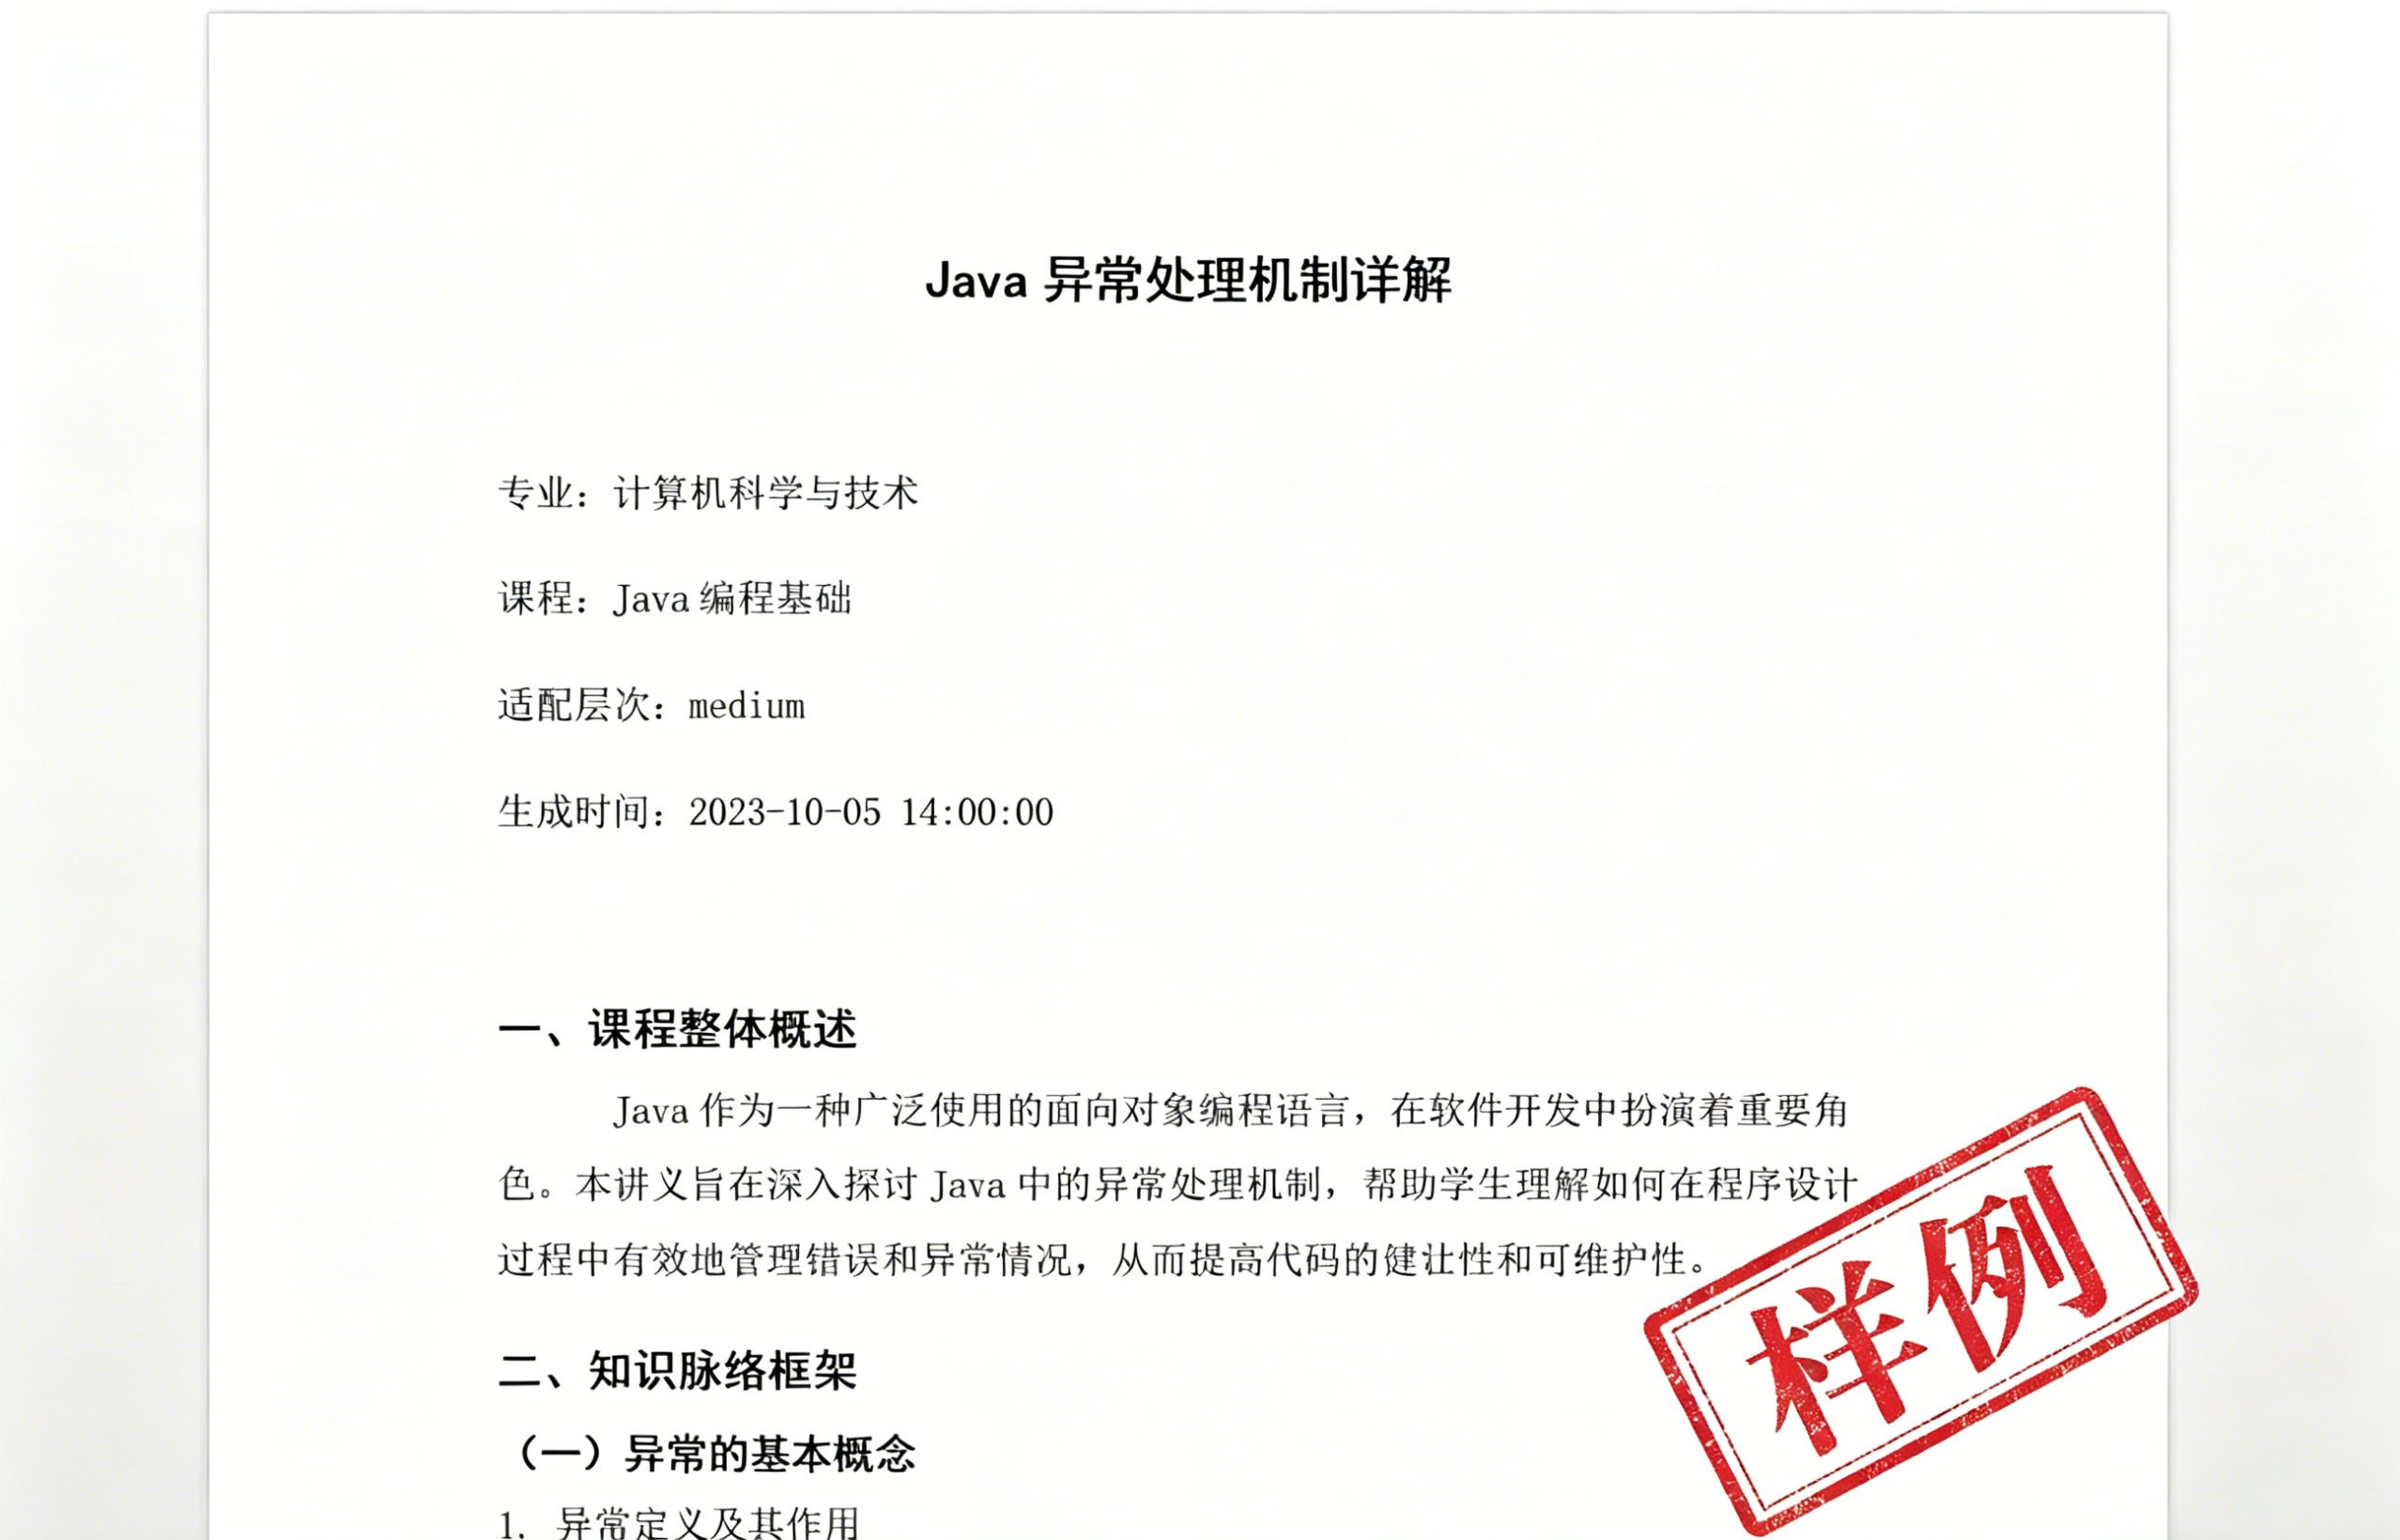 Java 异常处理机制详解
专业：计算机科学与技术
课程：Java 编程基础
适配层次：medium
生成时间：2023-10-05 14:00:00
一、课程整体概述
Java 作为一种广泛使用的面向对象编程语言，在软件开发中扮演着重要角
色。本讲义旨在深入探讨 Java 中的异常处理机制，帮助学生理解如何在程序设计
过程中有效地管理错误和异常情况，从而提高代码的健壮性和可维护性。
样例
二、知识脉络框架
（一）异常的基本概念
1. 异常定义及其作用